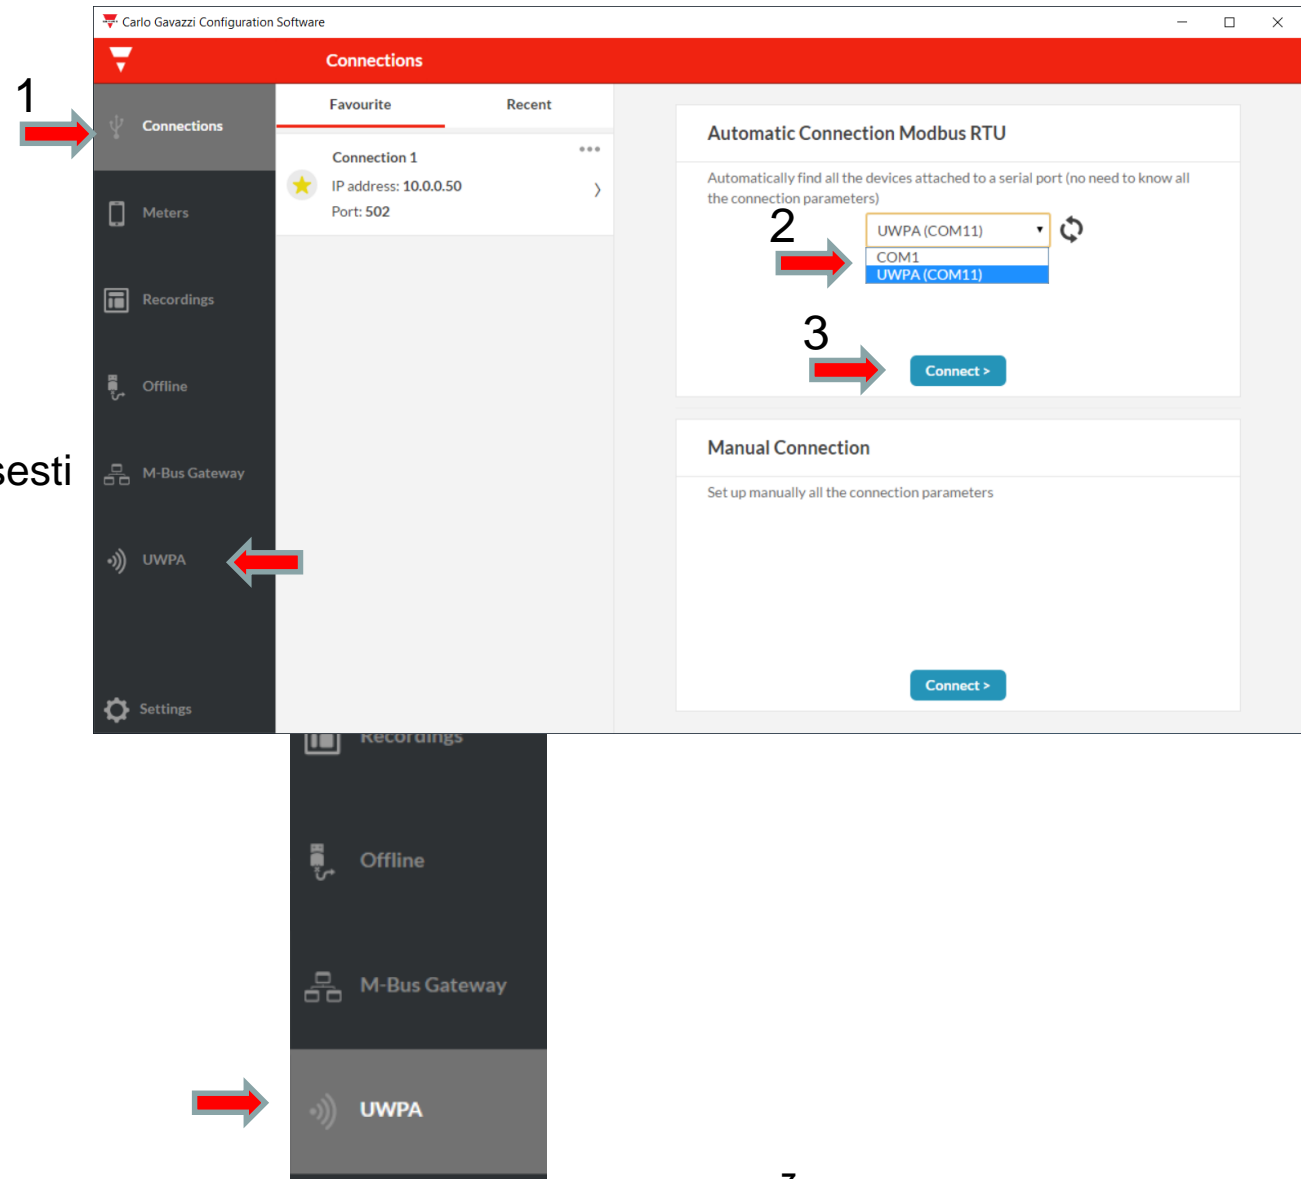 Carlo Gavazzi Configuration Software
Connections
1
Connections
Favourite Recent
Connection 1
IP address: 10.0.0.50
Port: 502
Meters
Recordings
Offline
sesti
M-Bus Gateway
UWPA
Settings
Automatic Connection Modbus RTU
Automatically find all the devices attached to a serial port (no need to know all
the connection parameters)
2
UWPA (COM11)
COM1
UWPA (COM11)
3
Connect >
Manual Connection
Set up manually all the connection parameters
Connect >
Recordings
Offline
M-Bus Gateway
UWPA